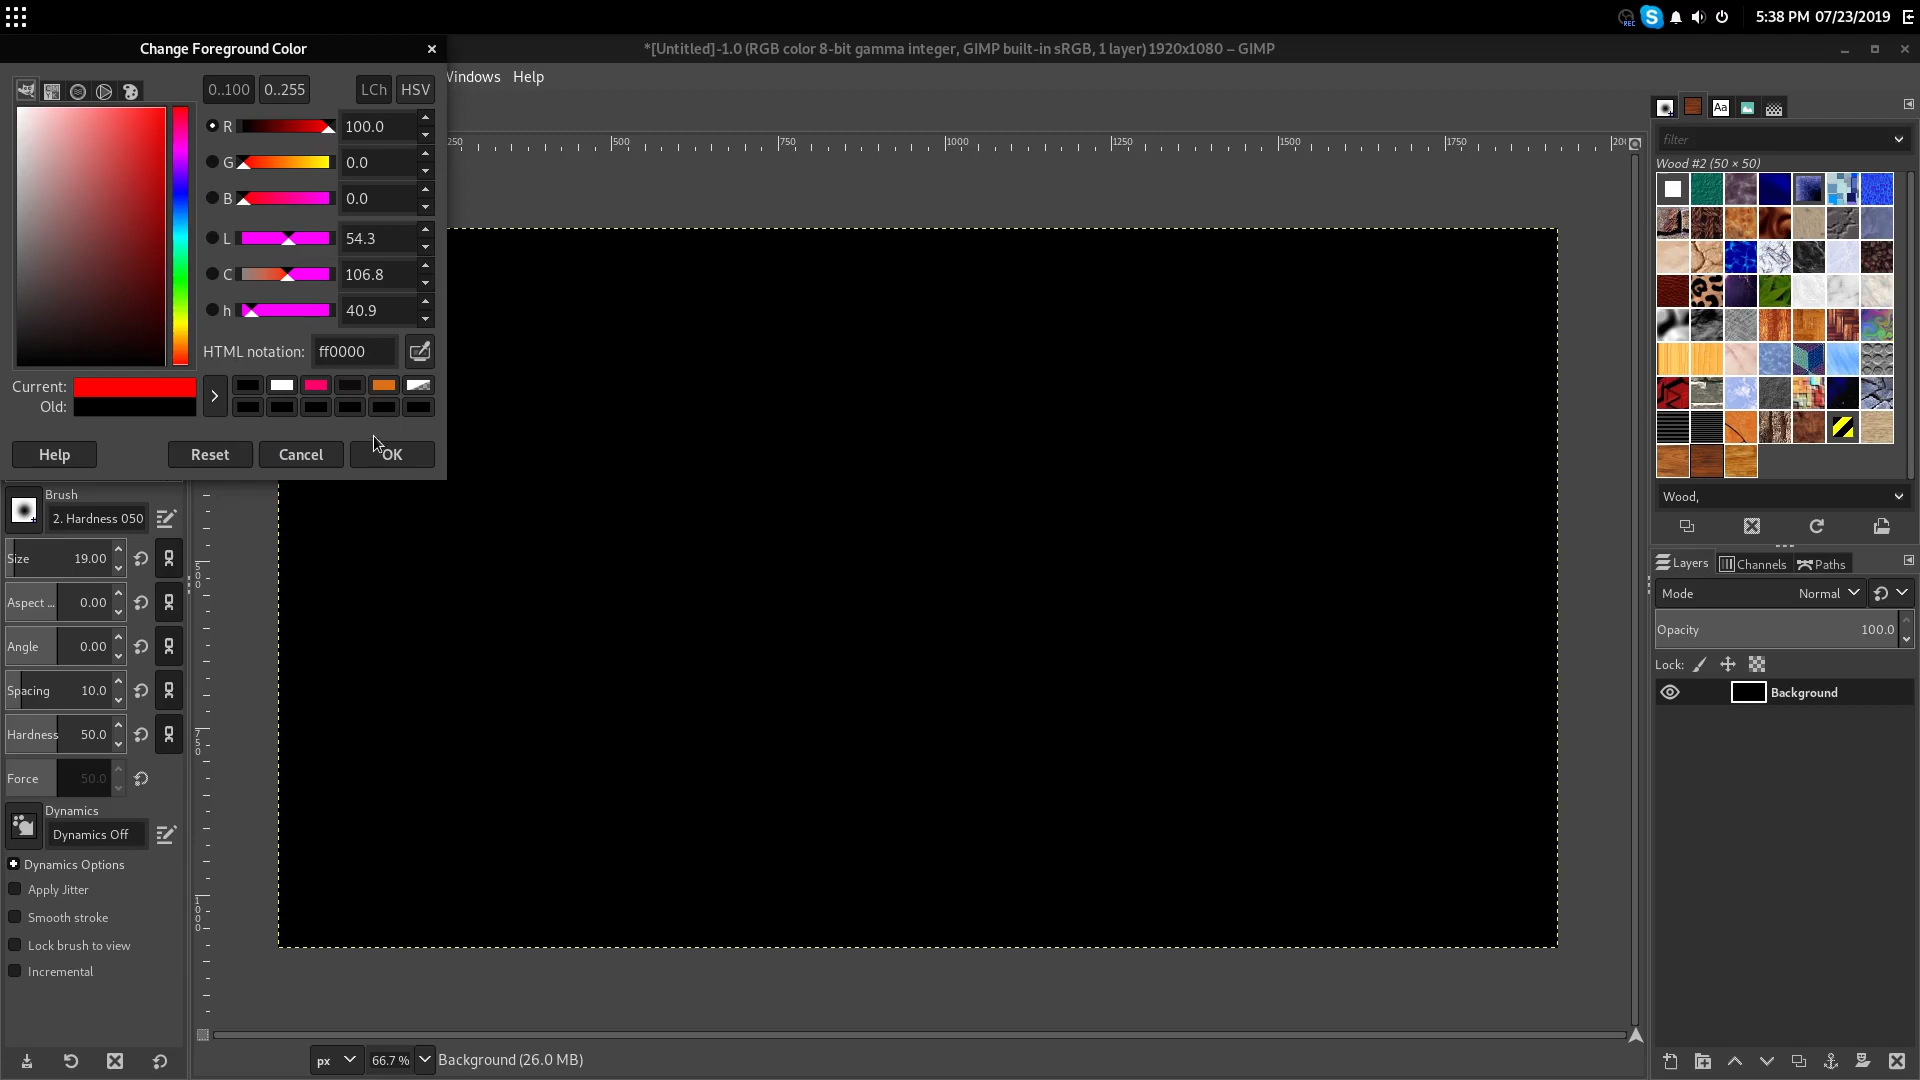 5:38 PM 07/23/2019
Change Foreground Color
*[Untitled]-1.0 (RGB color 8-bit gamma integer, GIMP built-in sRGB, 1 layer) 1920x1080 – GIMP
Windows Help
0..100 0..255 LCh HSV
R 100.0
G 0.0
B 0.0
L 54.3
C 106.8
h 40.9
HTML notation: ff0000
Current:
Old:
Help Reset Cancel OK
250 500 750 1000 1250 1500 1750
Aa
filter
Wood #2 (50 × 50)
Wood,
Brush
2. Hardness 050
Size 19.00
Aspect ... 0.00
Angle 0.00
Spacing 10.0
Hardness 50.0
Force 50.0
Dynamics
Dynamics Off
Dynamics Options
Apply Jitter
Smooth stroke
Lock brush to view
Incremental
500
750
1000
Layers Channels Paths
Mode Normal
Opacity 100.0
Lock:
Background
px 66.7 % Background (26.0 MB)